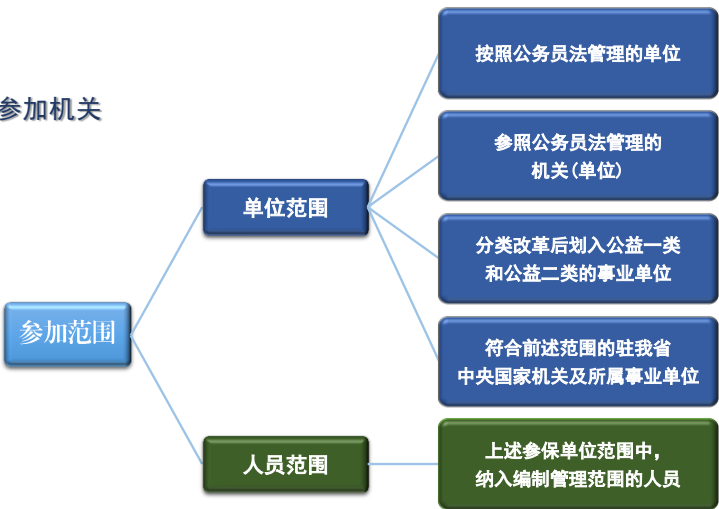 参加机关
参加范围
单位范围
按照公务员法管理的单位
参照公务员法管理的
机关(单位)
分类改革后划入公益一类
和公益二类的事业单位
符合前述范围的驻我省
中央国家机关及所属事业单位
人员范围
上述参保单位范围中，
纳入编制管理范围的人员